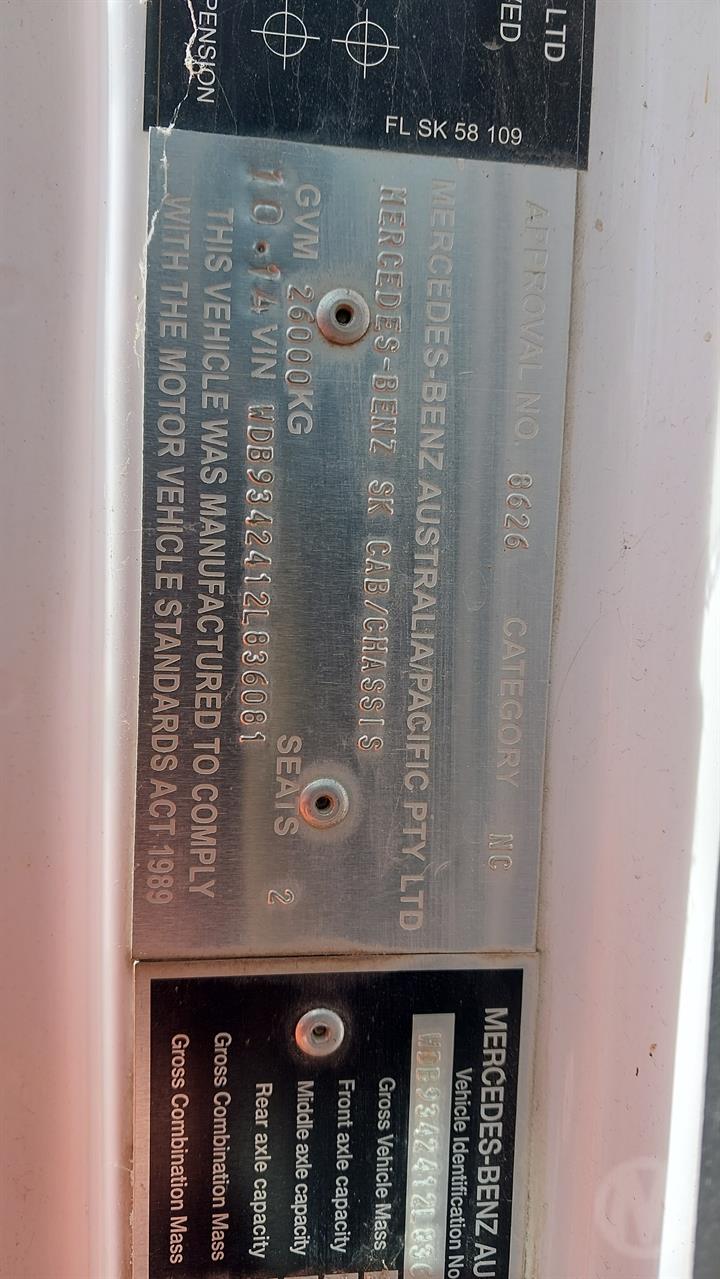 LTD
VED
PENSION
FL SK 58 109
APPROVAL NO. 8626 CATEGORY NC
MERCEDES-BENZ AUSTRALIA/PACIFIC PTY LTD
MERCEDES-BENZ SK CAB/CHASSIS
GVM 26000KG SEATS 2
10•14 VIN WDB9342412L836081
THIS VEHICLE WAS MANUFACTURED TO COMPLY
WITH THE MOTOR VEHICLE STANDARDS ACT 1989
MERCEDES-BENZ AU
Vehicle Identification No
WDB9342412L836
Gross Vehicle Mass
Front axle capacity
Middle axle capacity
Rear axle capacity
Gross Combination Mass
Gross Combination Mass